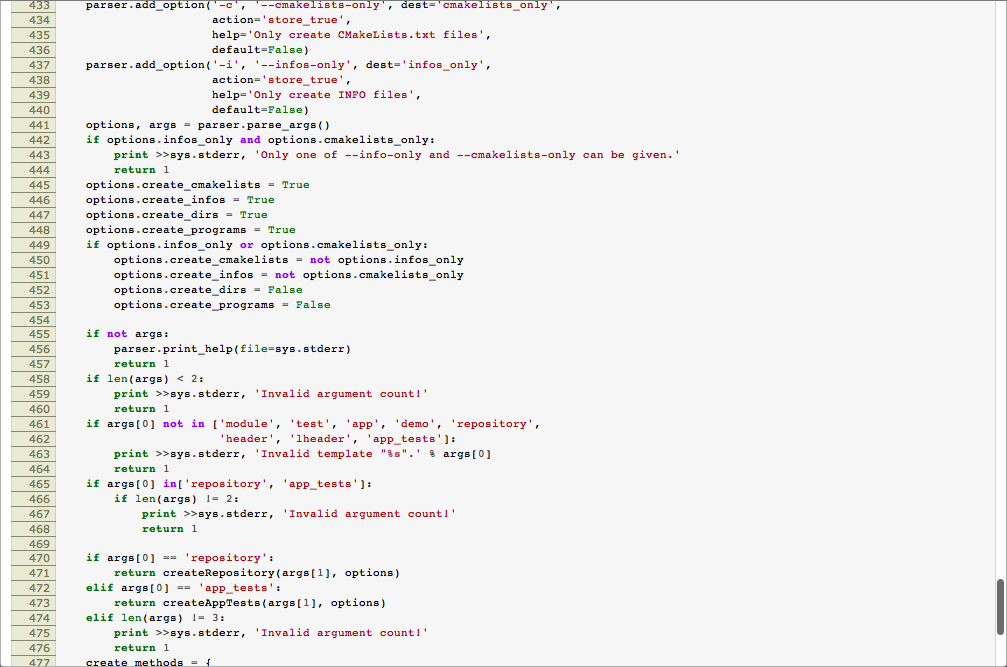 433 parser.add_option('-c', '--cmakelists-only', dest='cmakelists_only',
434 action='store_true',
435 help='Only create CMakeLists.txt files',
436 default=False)
437 parser.add_option('-i', '--infos-only', dest='infos_only',
438 action='store_true',
439 help='Only create INFO files',
440 default=False)
441 options, args = parser.parse_args()
442 if options.infos_only and options.cmakelists_only:
443 print >>sys.stderr, 'Only one of --info-only and --cmakelists-only can be given.'
444 return 1
445 options.create_cmakelists = True
446 options.create_infos = True
447 options.create_dirs = True
448 options.create_programs = True
449 if options.infos_only or options.cmakelists_only:
450 options.create_cmakelists = not options.infos_only
451 options.create_infos = not options.cmakelists_only
452 options.create_dirs = False
453 options.create_programs = False
454
455 if not args:
456 parser.print_help(file=sys.stderr)
457 return 1
458 if len(args) < 2:
459 print >>sys.stderr, 'Invalid argument count!'
460 return 1
461 if args[0] not in ['module', 'test', 'app', 'demo', 'repository',
462 'header', 'lheader', 'app_tests']:
463 print >>sys.stderr, 'Invalid template "%s".' % args[0]
464 return 1
465 if args[0] in['repository', 'app_tests']:
466 if len(args) != 2:
467 print >>sys.stderr, 'Invalid argument count!'
468 return 1
469
470 if args[0] == 'repository':
471 return createRepository(args[1], options)
472 elif args[0] == 'app_tests':
473 return createAppTests(args[1], options)
474 elif len(args) != 3:
475 print >>sys.stderr, 'Invalid argument count!'
476 return 1
477 create_methods = {